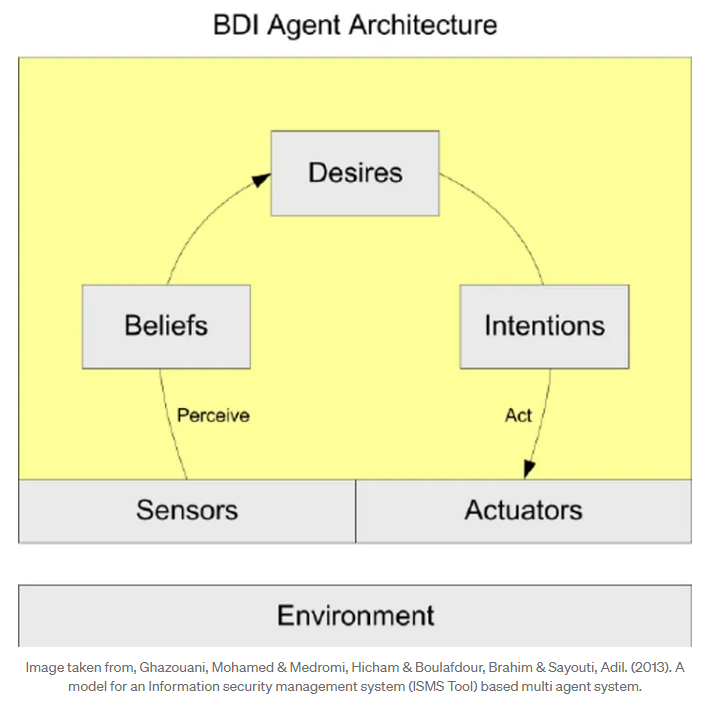 BDI Agent Architecture
Desires
Beliefs
Intentions
Perceive
Act
Sensors
Actuators
Environment
Image taken from, Ghazouani, Mohamed & Medromi, Hicham & Boulafdour, Brahim & Sayouti, Adil. (2013). A
model for an Information security management system (ISMS Tool) based multi agent system.